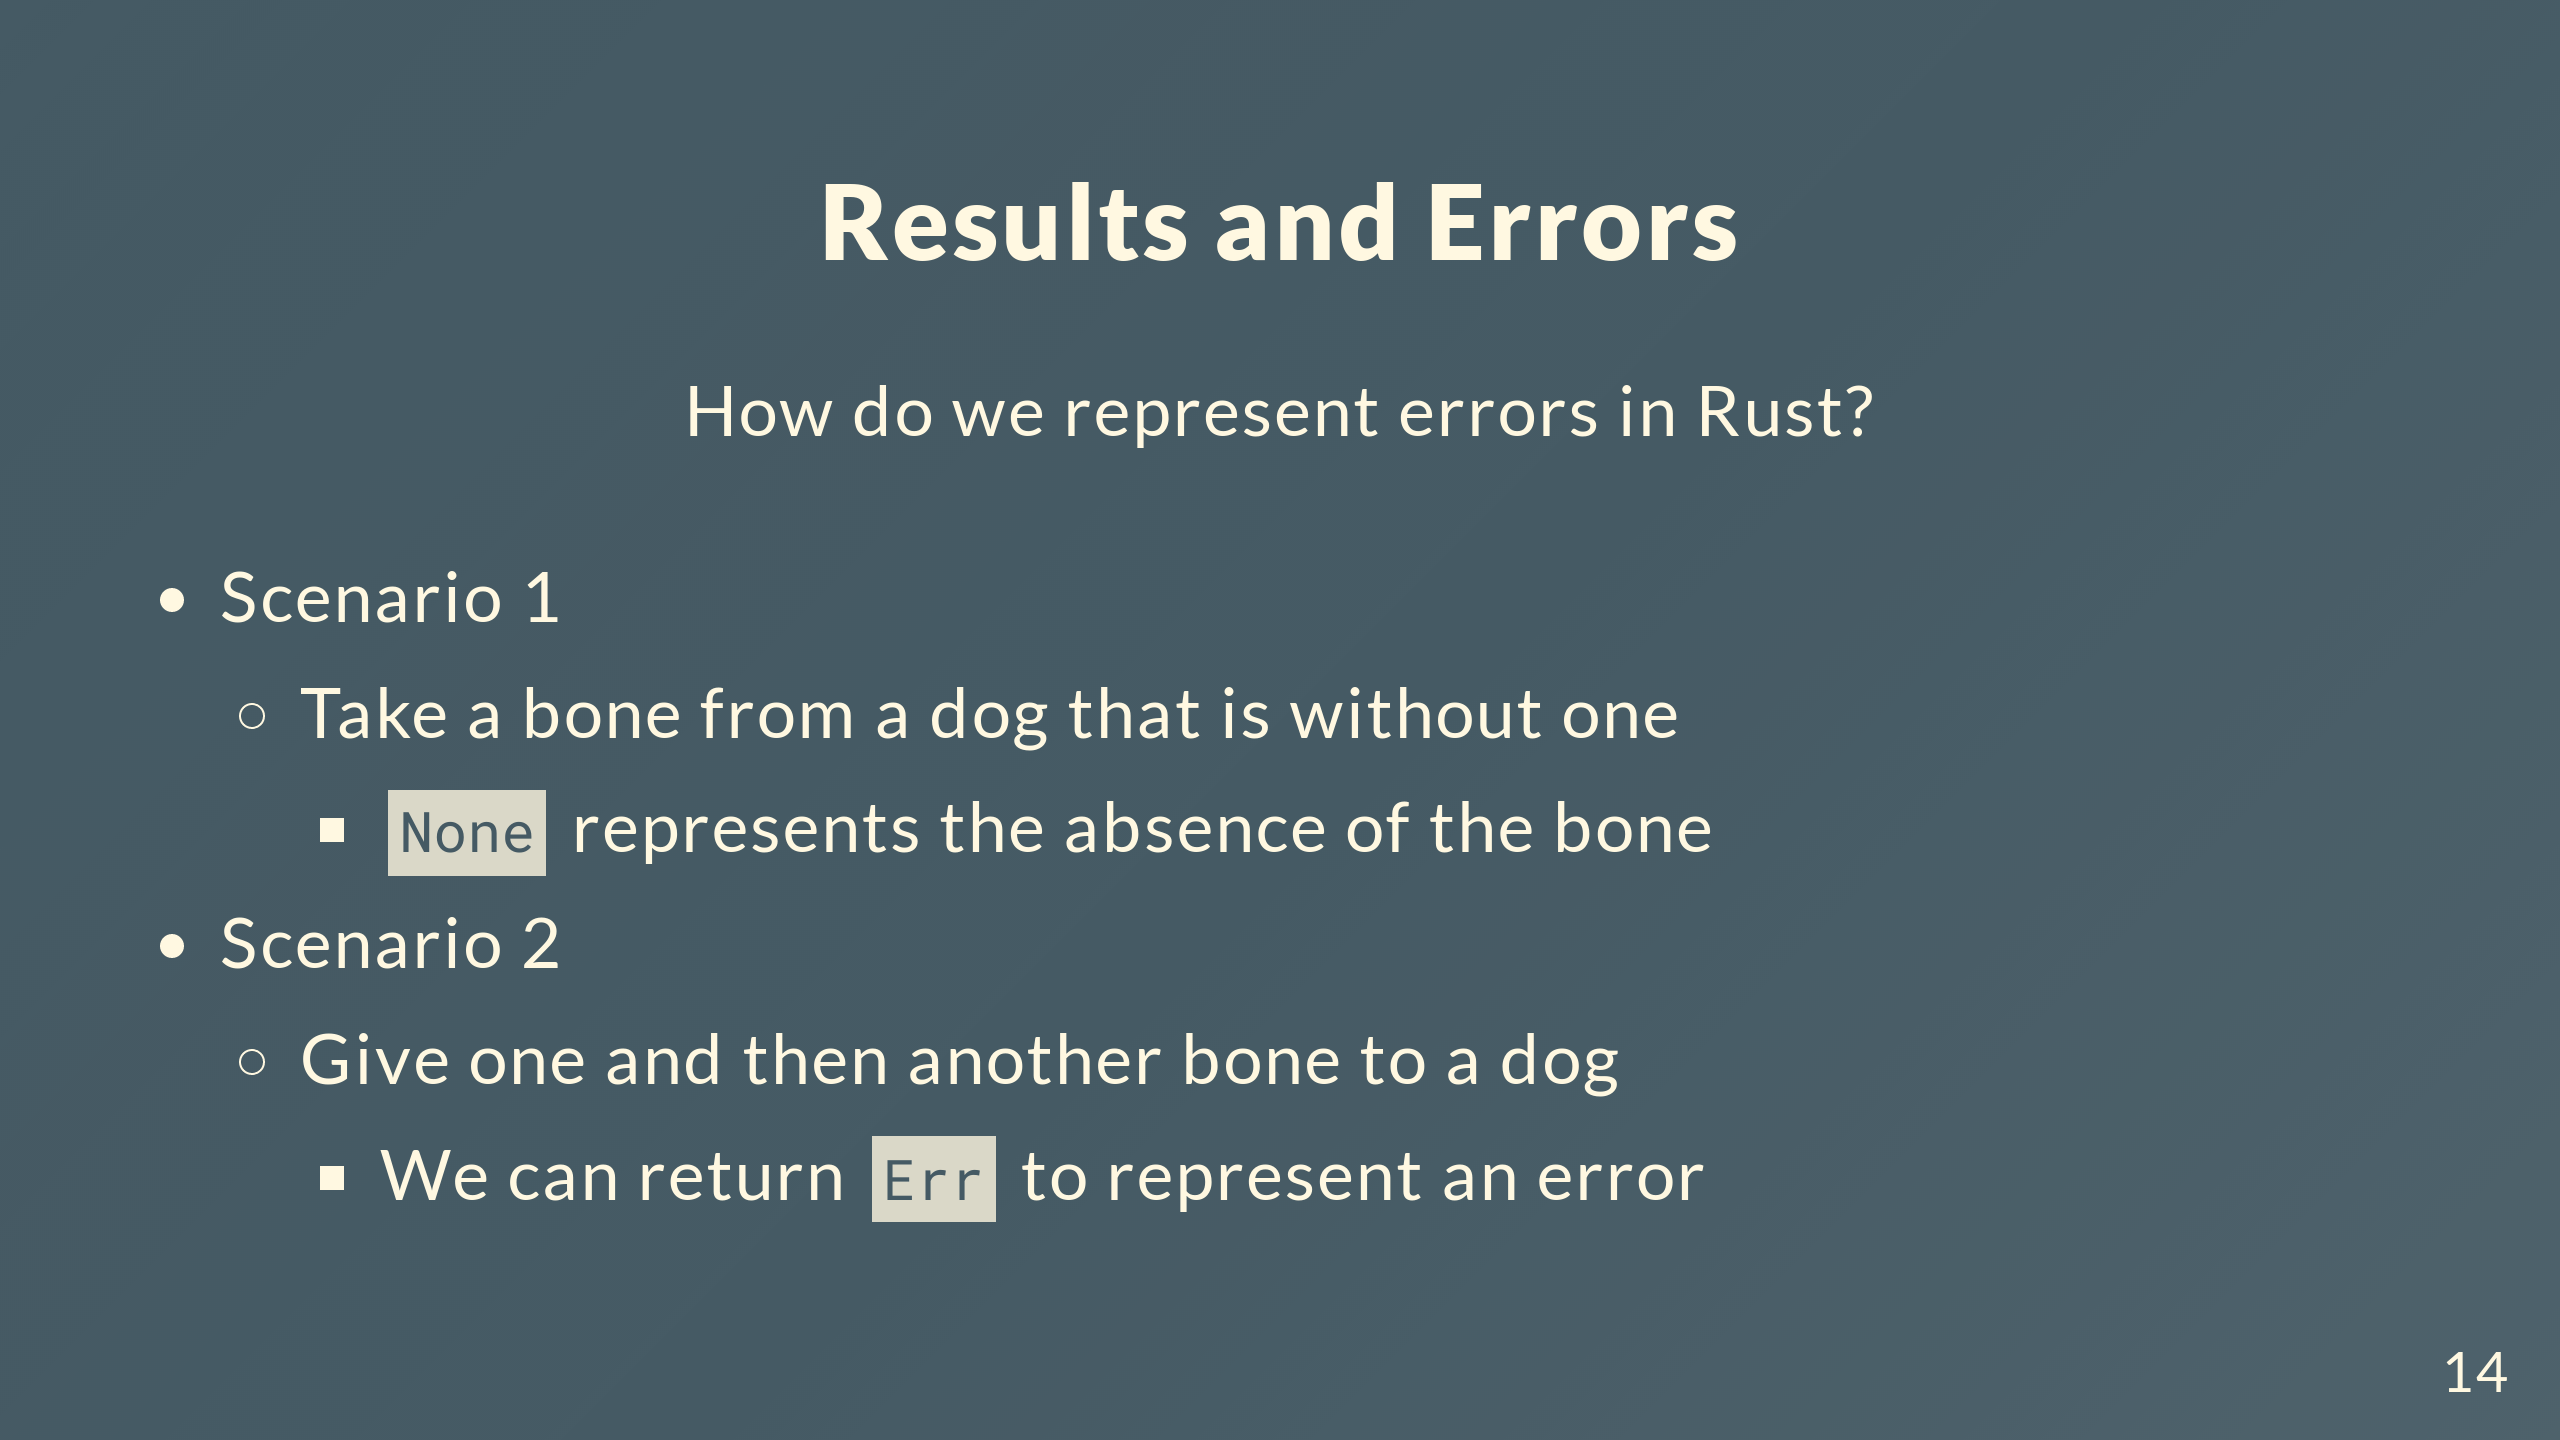 Results and Errors
How do we represent errors in Rust?
Scenario 1
Take a bone from a dog that is without one
None represents the absence of the bone
Scenario 2
Give one and then another bone to a dog
We can return Err to represent an error
14